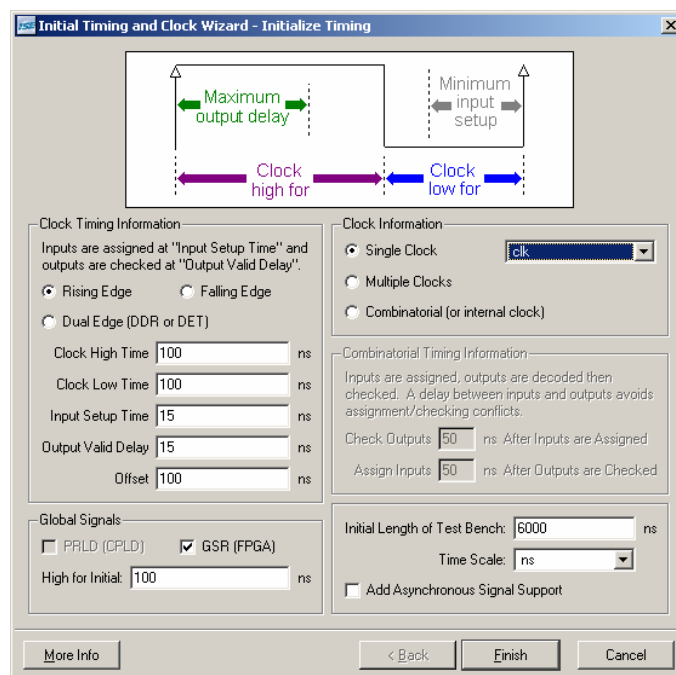 ISE Initial Timing and Clock Wizard - Initialize Timing
Maximum
output delay
Minimum
input
setup
Clock
high for
Clock
low for
Clock Timing Information
Inputs are assigned at "Input Setup Time" and
outputs are checked at "Output Valid Delay".
Rising Edge
Falling Edge
Dual Edge (DDR or DET)
Clock High Time 100 ns
Clock Low Time 100 ns
Input Setup Time 15 ns
Output Valid Delay 15 ns
Offset 100 ns
Global Signals
PRLD (CPLD)
GSR (FPGA)
High for Initial: 100 ns
Clock Information
Single Clock
clk
Multiple Clocks
Combinatorial (or internal clock)
Combinatorial Timing Information
Inputs are assigned, outputs are decoded then
checked. A delay between inputs and outputs avoids
assignment/checking conflicts.
Check Outputs 50 ns After Inputs are Assigned
Assign Inputs 50 ns After Outputs are Checked
Initial Length of Test Bench: 6000 ns
Time Scale: ns
Add Asynchronous Signal Support
More Info
< Back
Finish
Cancel